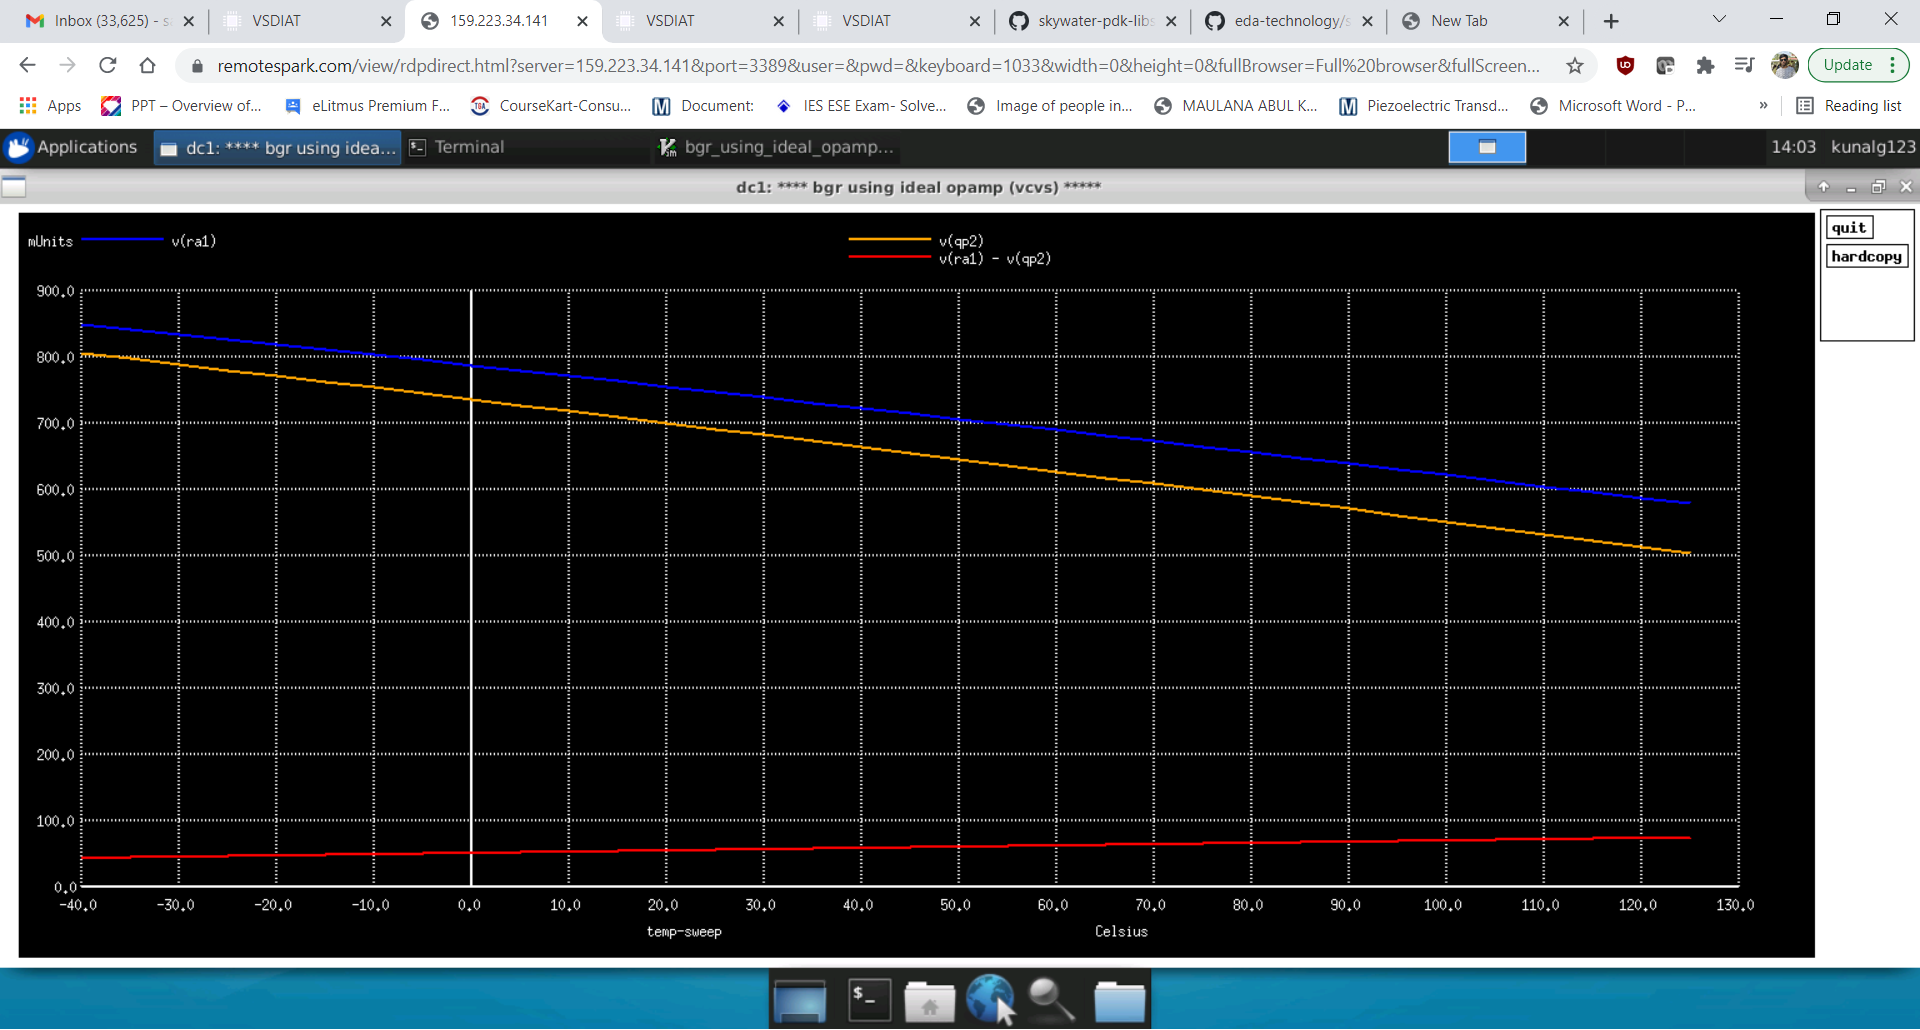 Inbox (33,625) - s
VSDIAT
159.223.34.141
VSDIAT
VSDIAT
skywater-pdk-libs
eda-technology/s
New Tab
remotespark.com/view/rdpdirect.html?server=159.223.34.141&port=3389&user=&pwd=&keyboard=1033&width=0&height=0&fullBrowser=Full%20browser&fullScreen...
Update
Apps
PPT – Overview of...
eLitmus Premium F...
CourseKart-Consu...
Document:
IES ESE Exam- Solve...
Image of people in...
MAULANA ABUL K...
Piezoelectric Transd...
Microsoft Word - P...
»
Reading list
Applications
dc1: **** bgr using idea...
Terminal
bgr_using_ideal_opamp...
14:03
kunalg123
dc1: **** bgr using ideal opamp (vcvs) *****
quit
hardcopy
mUnits
v(ra1)
v(qp2)
v(ra1) - v(qp2)
900.0
800.0
700.0
600.0
500.0
400.0
300.0
200.0
100.0
0.0
-40.0 -30.0 -20.0 -10.0 0.0 10.0 20.0 30.0 40.0 50.0 60.0 70.0 80.0 90.0 100.0 110.0 120.0 130.0
temp-sweep
Celsius
$_